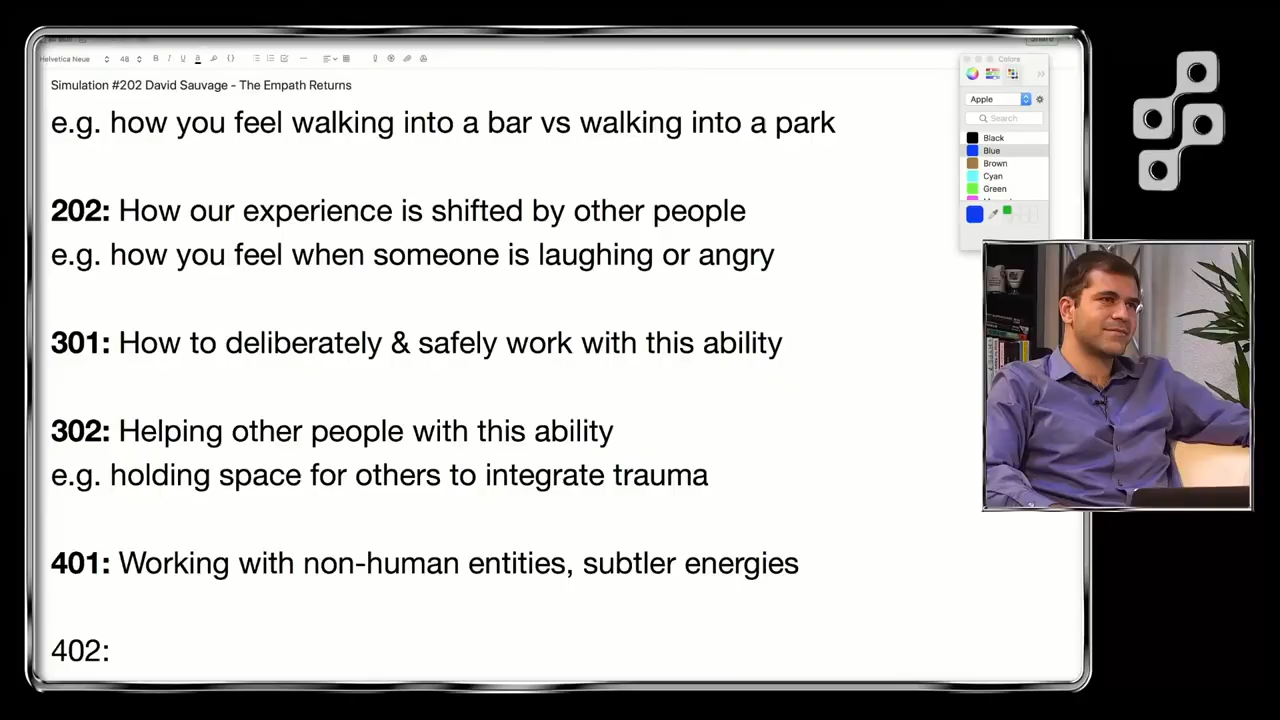 Helvetica Neue 48 B I U a
Simulation #202 David Sauvage - The Empath Returns
e.g. how you feel walking into a bar vs walking into a park
202: How our experience is shifted by other people
e.g. how you feel when someone is laughing or angry
301: How to deliberately & safely work with this ability
302: Helping other people with this ability
e.g. holding space for others to integrate trauma
401: Working with non-human entities, subtler energies
402:
Colors
Apple
Search
Black
Blue
Brown
Cyan
Green